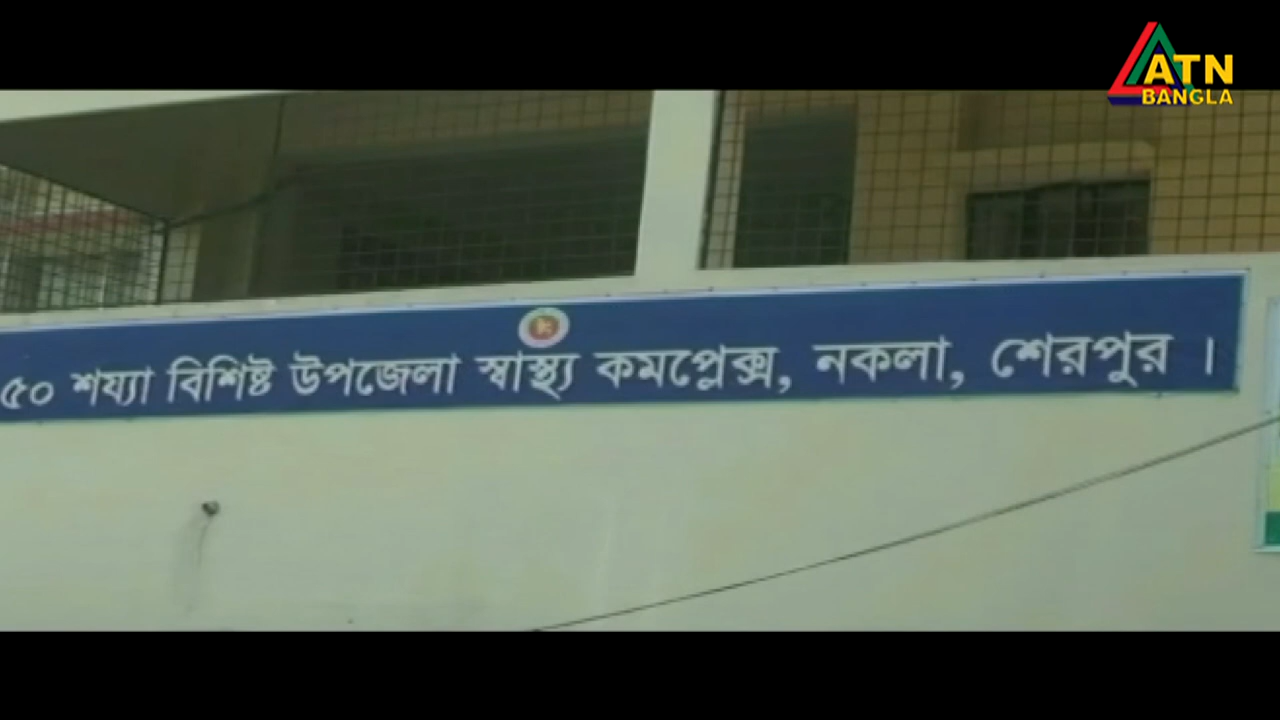 ATN
BANGLA
৫০ শয্যা বিশিষ্ট উপজেলা স্বাস্থ্য কমপ্লেক্স, নকলা, শেরপুর ।